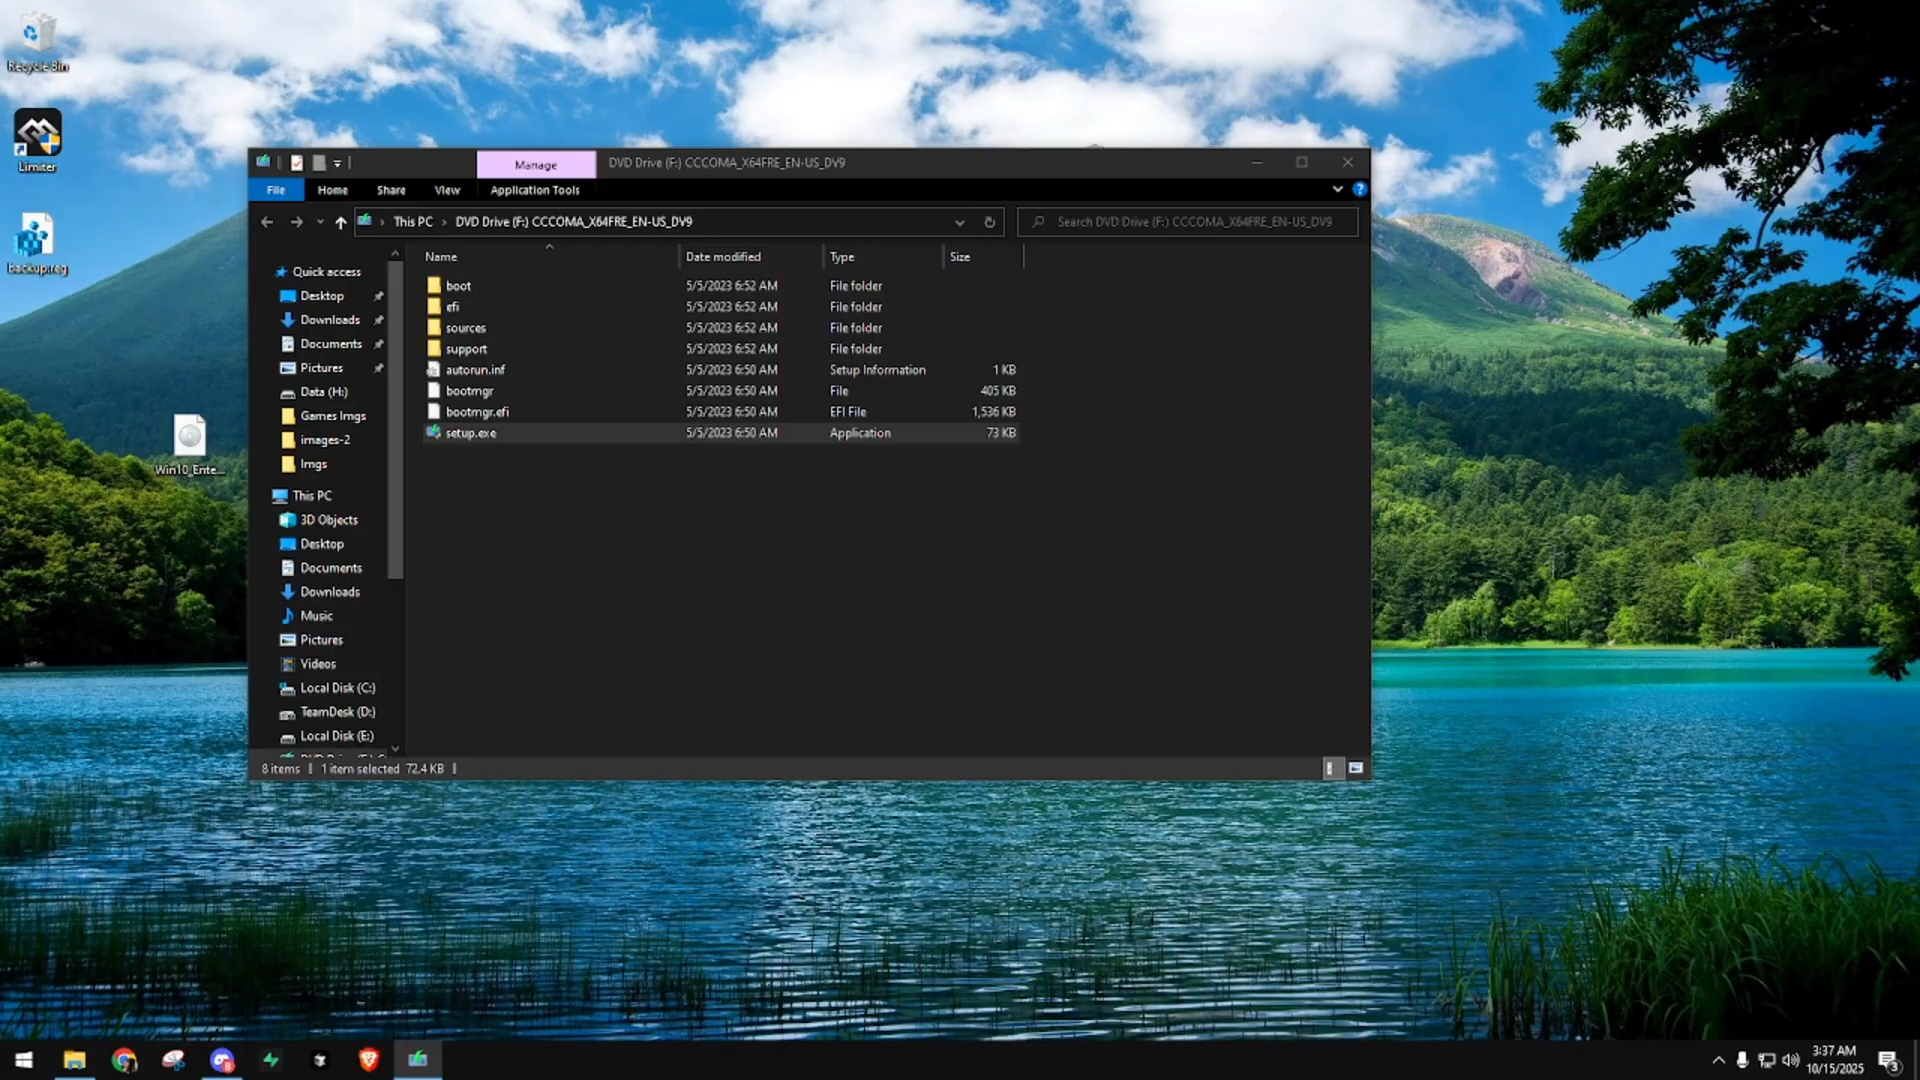 Recycle Bin
Limiter
backup.reg
Win10_Ente...
Manage
DVD Drive (F:) CCCOMA_X64FRE_EN-US_DV9
File
Home
Share
View
Application Tools
This PC
DVD Drive (F:) CCCOMA_X64FRE_EN-US_DV9
Search DVD Drive (F:) CCCOMA_X64FRE_EN-US_DV9
Name
Date modified
Type
Size
Quick access
Desktop
Downloads
Documents
Pictures
Data (H:)
Games Imgs
images-2
Imgs
This PC
3D Objects
Desktop
Documents
Downloads
Music
Pictures
Videos
Local Disk (C:)
TeamDesk (D:)
Local Disk (E:)
boot 5/5/2023 6:52 AM File folder
efi 5/5/2023 6:52 AM File folder
sources 5/5/2023 6:52 AM File folder
support 5/5/2023 6:52 AM File folder
autorun.inf 5/5/2023 6:50 AM Setup Information 1 KB
bootmgr 5/5/2023 6:50 AM File 405 KB
bootmgr.efi 5/5/2023 6:50 AM EFI File 1,536 KB
setup.exe 5/5/2023 6:50 AM Application 73 KB
8 items 1 item selected 72.4 KB
3:37 AM
10/15/2025
3